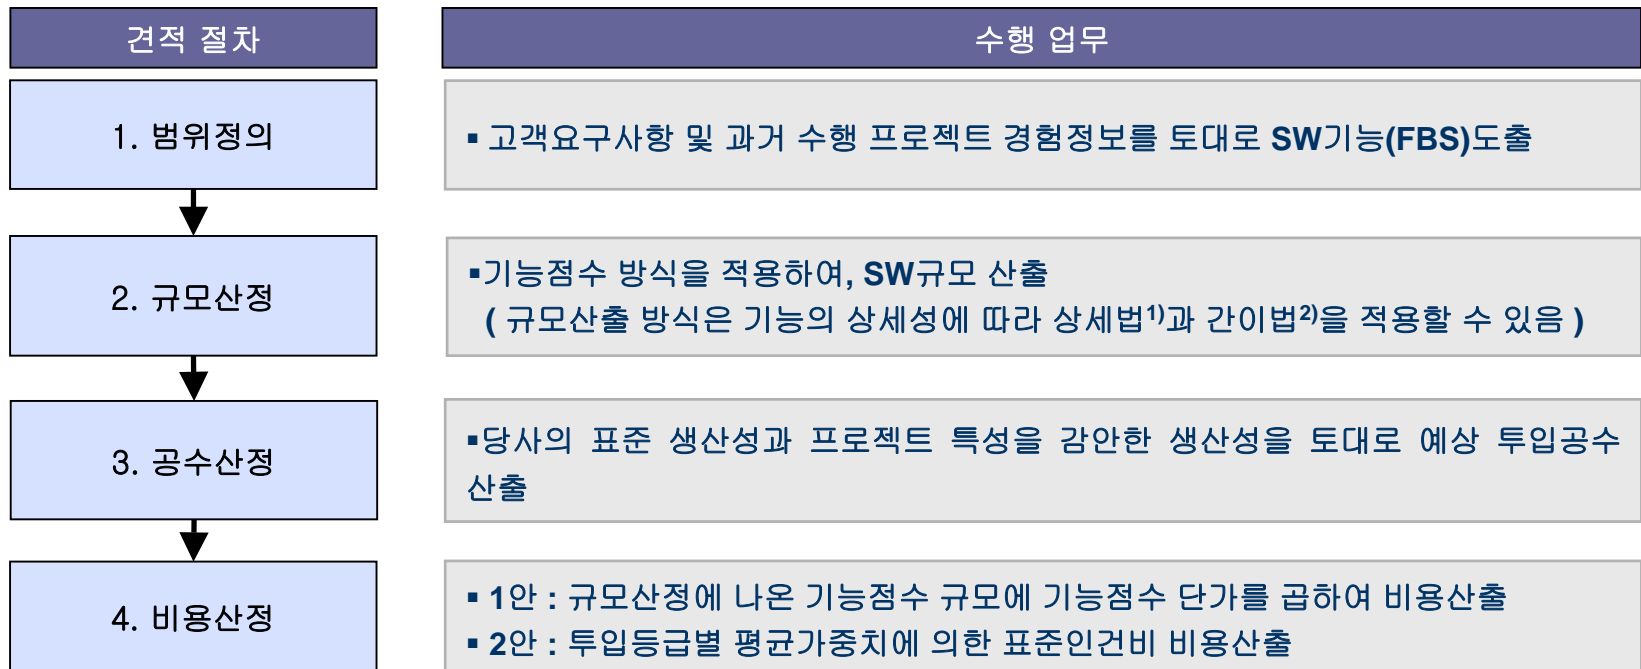 견적 절차
수행 업무
1. 범위정의
▪ 고객요구사항 및 과거 수행 프로젝트 경험정보를 토대로 SW기능(FBS)도출
2. 규모산정
▪기능점수 방식을 적용하여, SW규모 산출
( 규모산출 방식은 기능의 상세성에 따라 상세법1)과 간이법2)을 적용할 수 있음 )
3. 공수산정
▪당사의 표준 생산성과 프로젝트 특성을 감안한 생산성을 토대로 예상 투입공수
산출
4. 비용산정
▪ 1안 : 규모산정에 나온 기능점수 규모에 기능점수 단가를 곱하여 비용산출
▪ 2안 : 투입등급별 평균가중치에 의한 표준인건비 비용산출